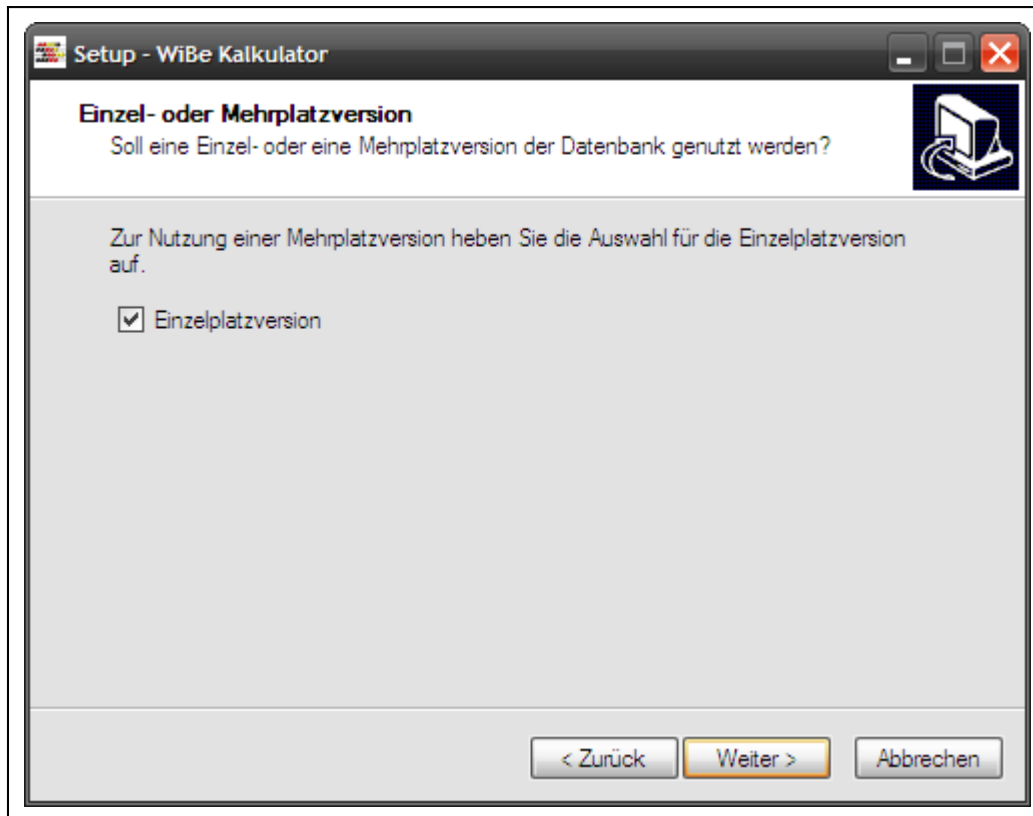 Setup - WiBe Kalkulator
Einzel- oder Mehrplatzversion
Soll eine Einzel- oder eine Mehrplatzversion der Datenbank genutzt werden?
Zur Nutzung einer Mehrplatzversion heben Sie die Auswahl für die Einzelplatzversion
auf.
Einzelplatzversion
< Zurück
Weiter >
Abbrechen